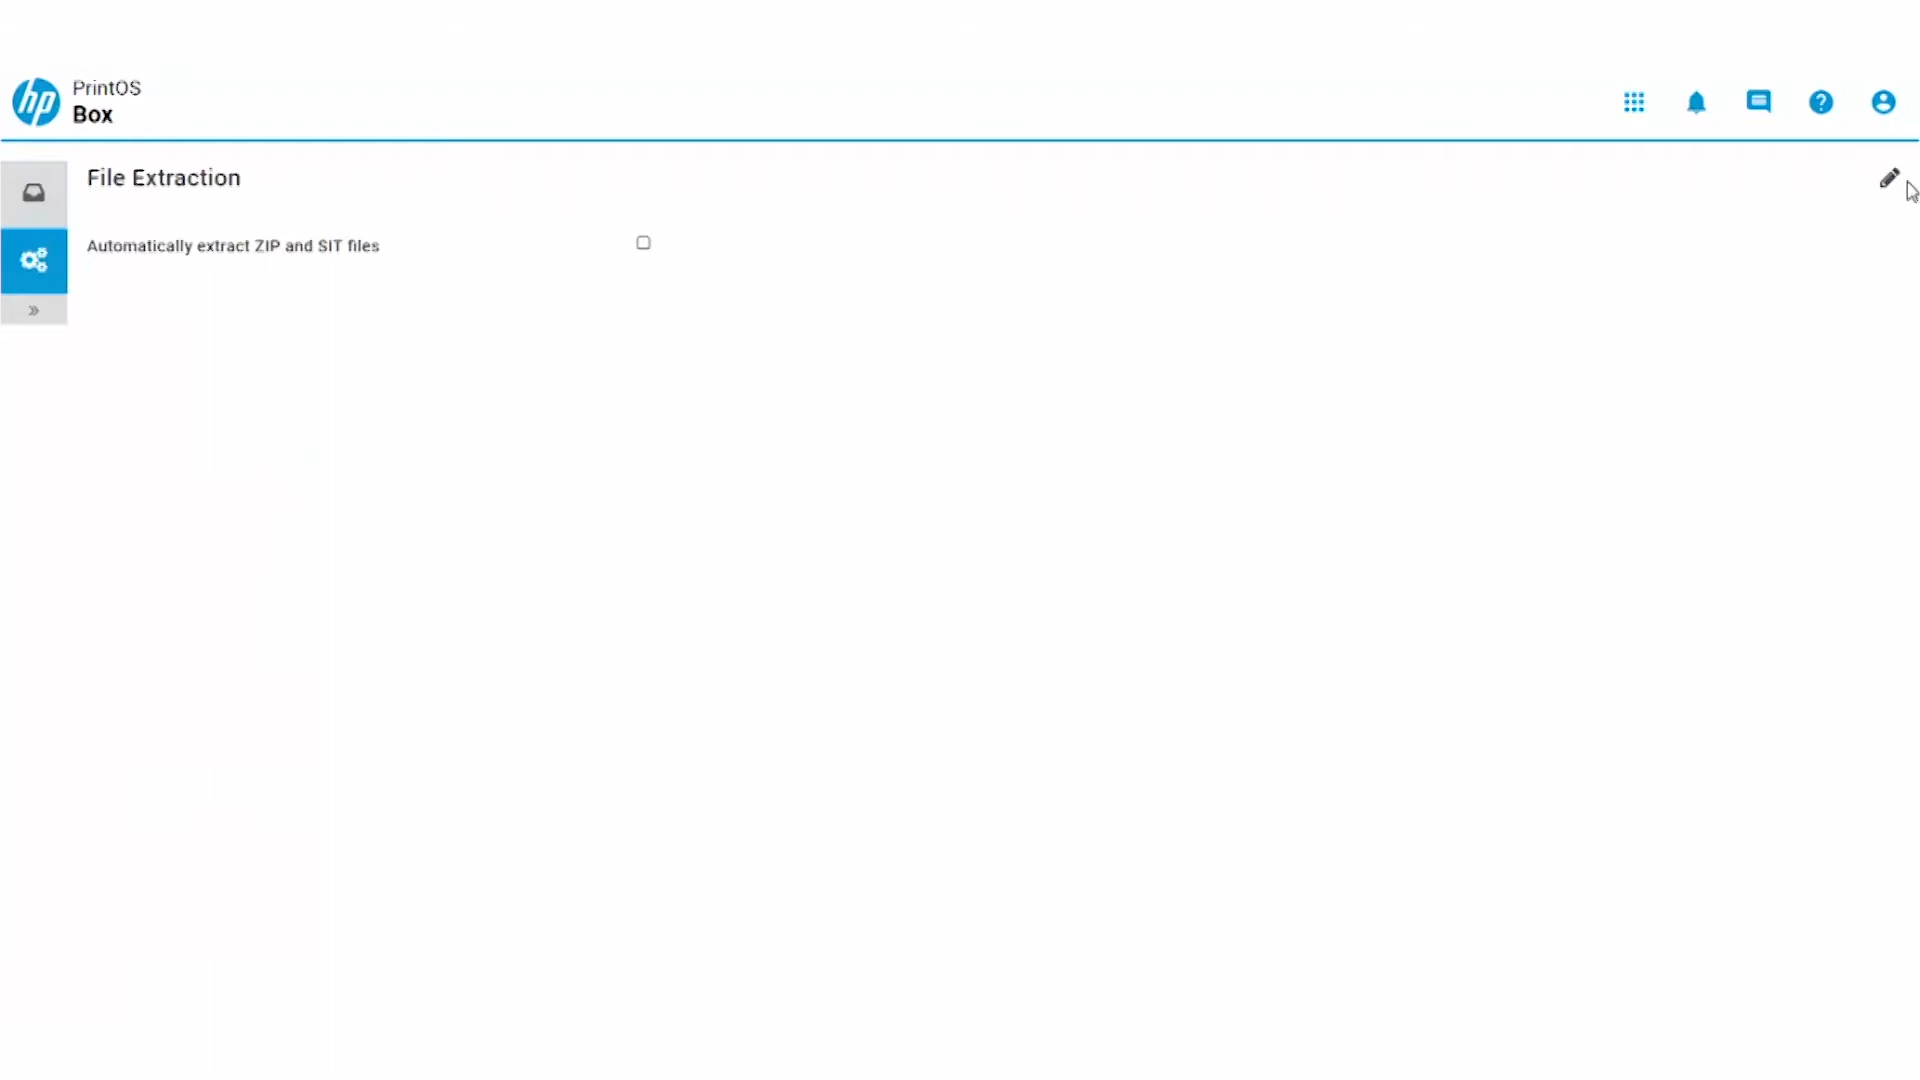 hp
PrintOS
Box
File Extraction
Automatically extract ZIP and SIT files